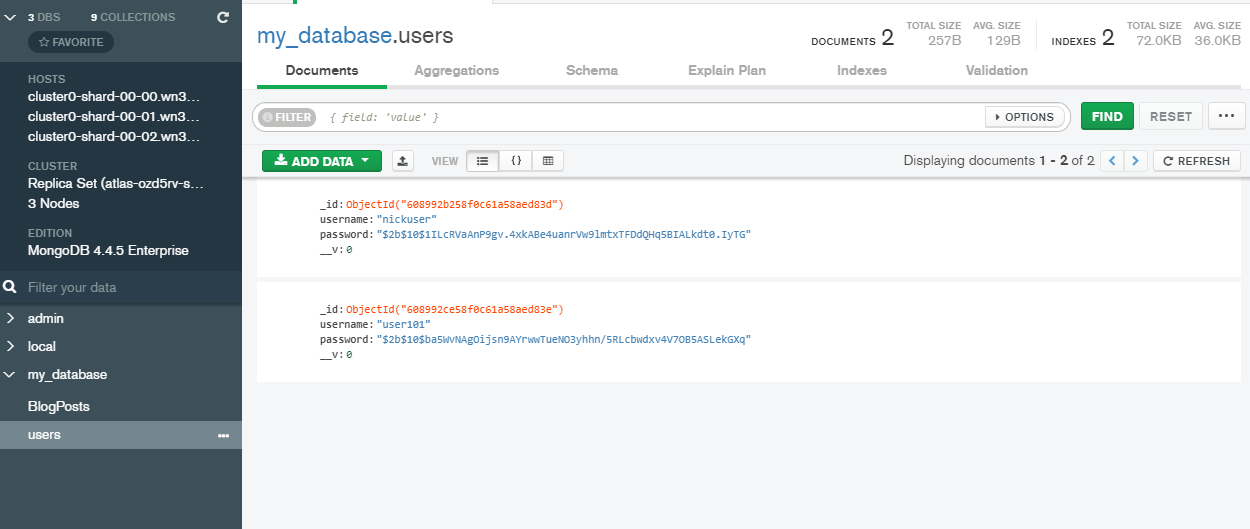 3 DBS 9 COLLECTIONS
FAVORITE
HOSTS
cluster0-shard-00-00.wn3...
cluster0-shard-00-01.wn3...
cluster0-shard-00-02.wn3...
CLUSTER
Replica Set (atlas-ozd5rv-s...
3 Nodes
EDITION
MongoDB 4.4.5 Enterprise
Filter your data
admin
local
my_database
BlogPosts
users
my_database.users
DOCUMENTS 2 TOTAL SIZE 257B AVG. SIZE 129B INDEXES 2 TOTAL SIZE 72.0KB AVG. SIZE 36.0KB
Documents Aggregations Schema Explain Plan Indexes Validation
FILTER { field: 'value' } OPTIONS FIND RESET ...
ADD DATA VIEW {} Displaying documents 1 - 2 of 2 < > REFRESH
_id:ObjectId("608992b258f0c61a58aed83d")
username:"nickuser"
password:"$2b$10$1ILcRVaAnP9gv.4xkABe4uanrVw9lmtxTFDdQHq5BIALkdt0.IyTG"
__v:0
_id:ObjectId("608992ce58f0c61a58aed83e")
username:"user101"
password:"$2b$10$ba5WvNAgOijsn9AYrwwTueNO3yhhn/5RLcbwdxv4V7OB5ASLekGXq"
__v:0